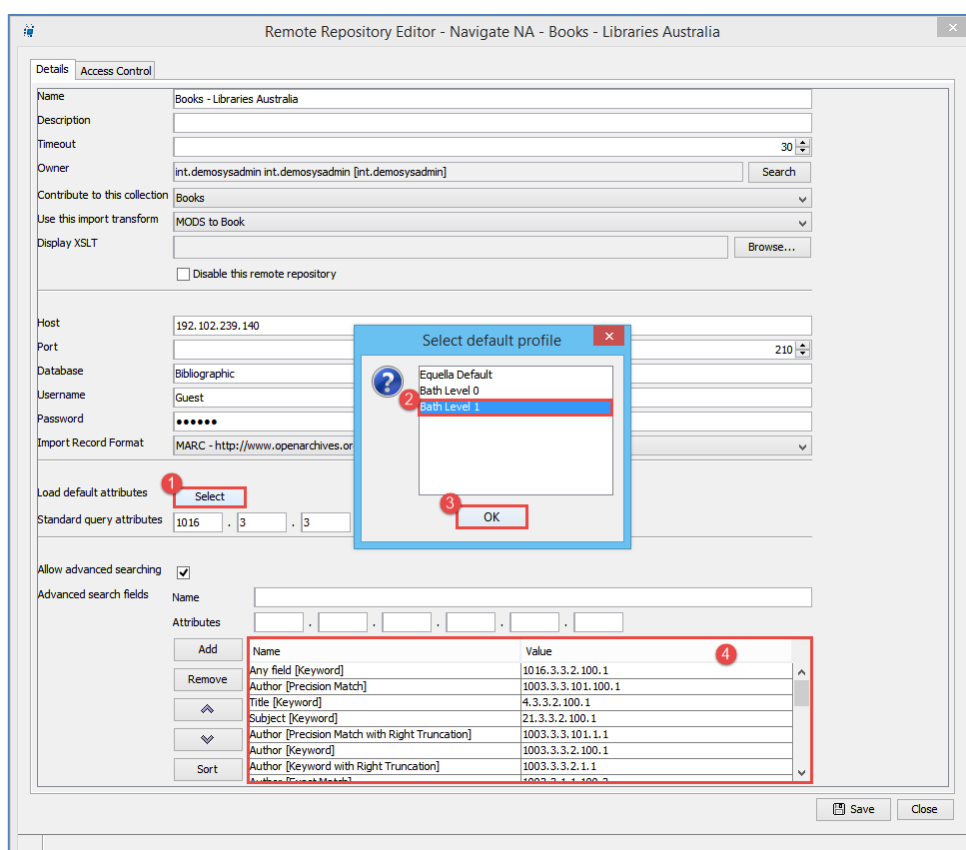 Remote Repository Editor - Navigate NA - Books - Libraries Australia
Details Access Control
Name Books - Libraries Australia
Description
Timeout 30
Owner int.demosysadmin int.demosysadmin [int.demosysadmin] Search
Contribute to this collection Books
Use this import transform MODS to Book
Display XSLT Browse...
Disable this remote repository
Host 192.102.239.140
Port 210
Database Bibliographic
Username Guest
Password ●●●●●●
Import Record Format MARC - http://www.openarchives.or
Select default profile
Equella Default
Bath Level 0
2 Bath Level 1
3 OK
1
Load default attributes Select
Standard query attributes 1016 . 3 . 3
Allow advanced searching
Advanced search fields Name
Attributes . . . . .
Add
Remove
Sort
Name Value 4
Any field [Keyword] 1016.3.3.2.100.1
Author [Precision Match] 1003.3.3.101.100.1
Title [Keyword] 4.3.3.2.100.1
Subject [Keyword] 21.3.3.2.100.1
Author [Precision Match with Right Truncation] 1003.3.3.101.1.1
Author [Keyword] 1003.3.3.2.100.1
Author [Keyword with Right Truncation] 1003.3.3.2.1.1
Author [Exact Match]
Save Close